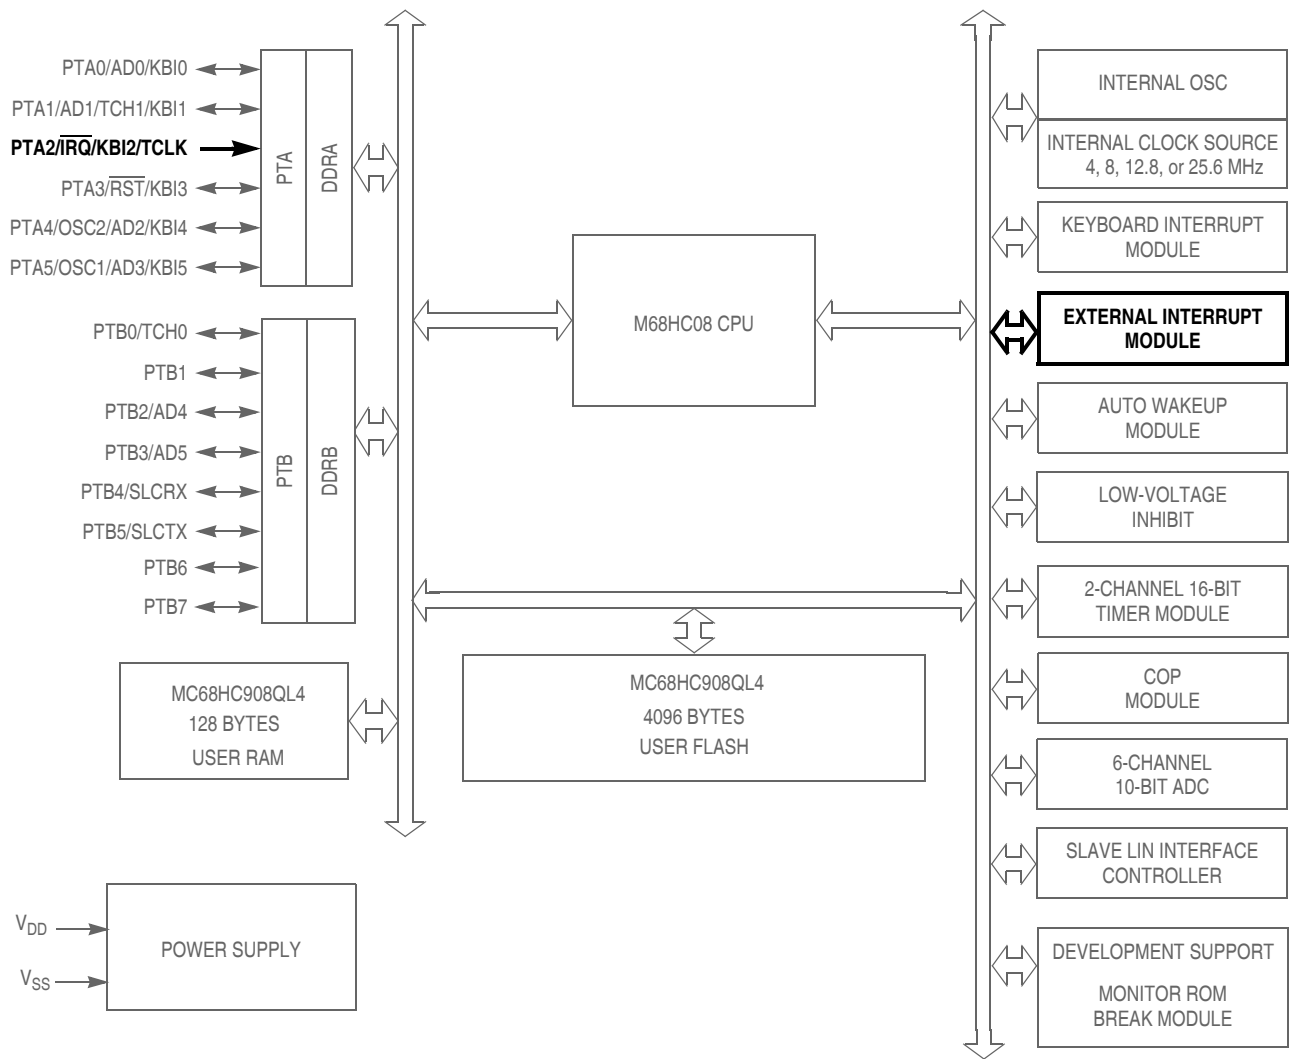 PTA0/AD0/KBI0
PTA1/AD1/TCH1/KBI1
PTA2/IRQ/KBI2/TCLK
PTA3/RST/KBI3
PTA4/OSC2/AD2/KBI4
PTA5/OSC1/AD3/KBI5
PTA
DDRA
PTB0/TCH0
PTB1
PTB2/AD4
PTB3/AD5
PTB4/SLCRX
PTB5/SLCTX
PTB6
PTB7
PTB
DDRB
MC68HC908QL4
128 BYTES
USER RAM
VDD
VSS
POWER SUPPLY
M68HC08 CPU
MC68HC908QL4
4096 BYTES
USER FLASH
INTERNAL OSC
INTERNAL CLOCK SOURCE
4, 8, 12.8, or 25.6 MHz
KEYBOARD INTERRUPT
MODULE
EXTERNAL INTERRUPT
MODULE
AUTO WAKEUP
MODULE
LOW-VOLTAGE
INHIBIT
2-CHANNEL 16-BIT
TIMER MODULE
COP
MODULE
6-CHANNEL
10-BIT ADC
SLAVE LIN INTERFACE
CONTROLLER
DEVELOPMENT SUPPORT
MONITOR ROM
BREAK MODULE